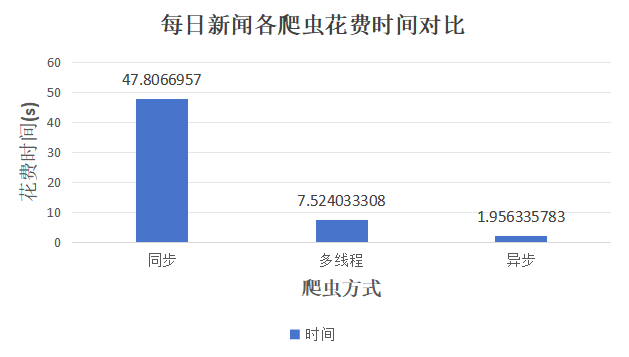 每日新闻各爬虫花费时间对比
花费时间(s)
60
50
40
30
20
10
0
47.8066957
7.524033308
1.956335783
同步
多线程
异步
爬虫方式
时间